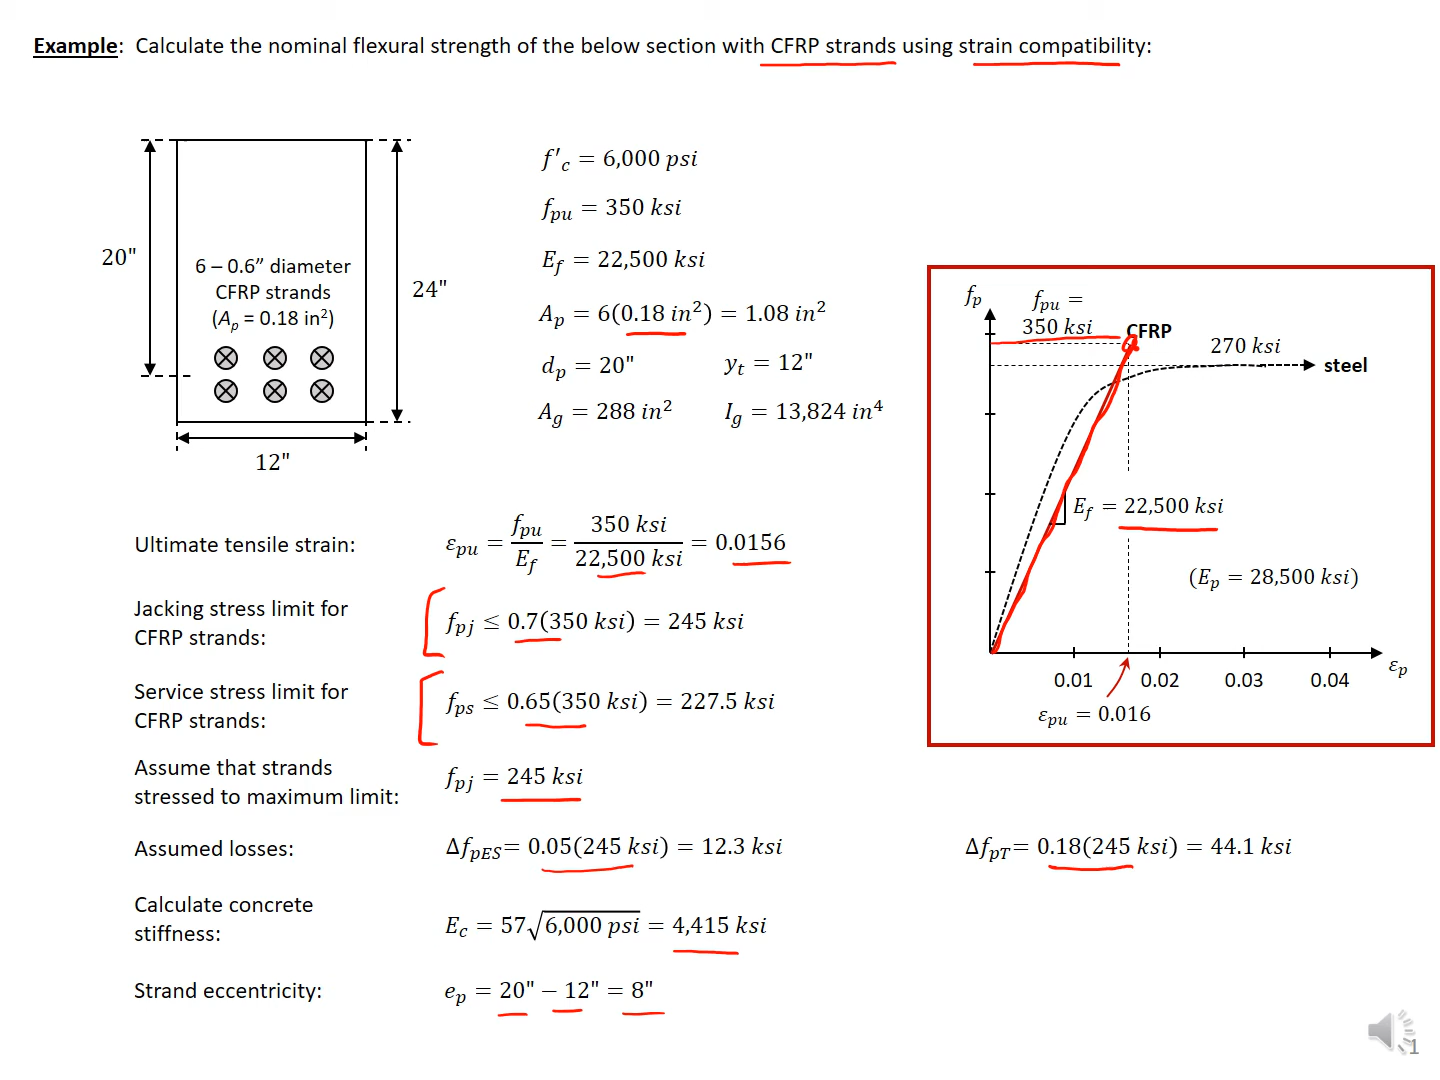 Example: Calculate the nominal flexural strength of the below section with CFRP strands using strain compatibility:
20"
24"
12"
6 – 0.6” diameter
CFRP strands
(Aₚ = 0.18 in²)
f′c = 6,000 psi
fpu = 350 ksi
Ef = 22,500 ksi
Ap = 6(0.18 in²) = 1.08 in²
dp = 20"  yt = 12"
Ag = 288 in²  Ig = 13,824 in⁴
fp
fpu =
350 ksi
CFRP
270 ksi
steel
Ef = 22,500 ksi
(Ep = 28,500 ksi)
0.01 0.02 0.03 0.04
εp
εpu = 0.016
Ultimate tensile strain: εpu = fpu/Ef = 350 ksi/22,500 ksi = 0.0156
Jacking stress limit for
CFRP strands:
fpj ≤ 0.7(350 ksi) = 245 ksi
Service stress limit for
CFRP strands:
fps ≤ 0.65(350 ksi) = 227.5 ksi
Assume that strands
stressed to maximum limit:
fpj = 245 ksi
Assumed losses: ΔfpES= 0.05(245 ksi) = 12.3 ksi  ΔfpT= 0.18(245 ksi) = 44.1 ksi
Calculate concrete
stiffness:
Ec = 57√6,000 psi = 4,415 ksi
Strand eccentricity: ep = 20" − 12" = 8"
1